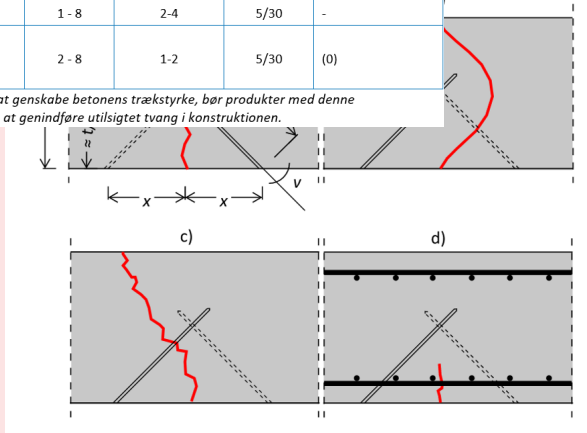 1 - 8 2-4 5/30 -
2 - 8 1-2 5/30 (0)
at genskabe betonens trækstyrke, bør produkter med denne
at genindføre utilsigtet tvang i konstruktionen.
v
x x
c) d)